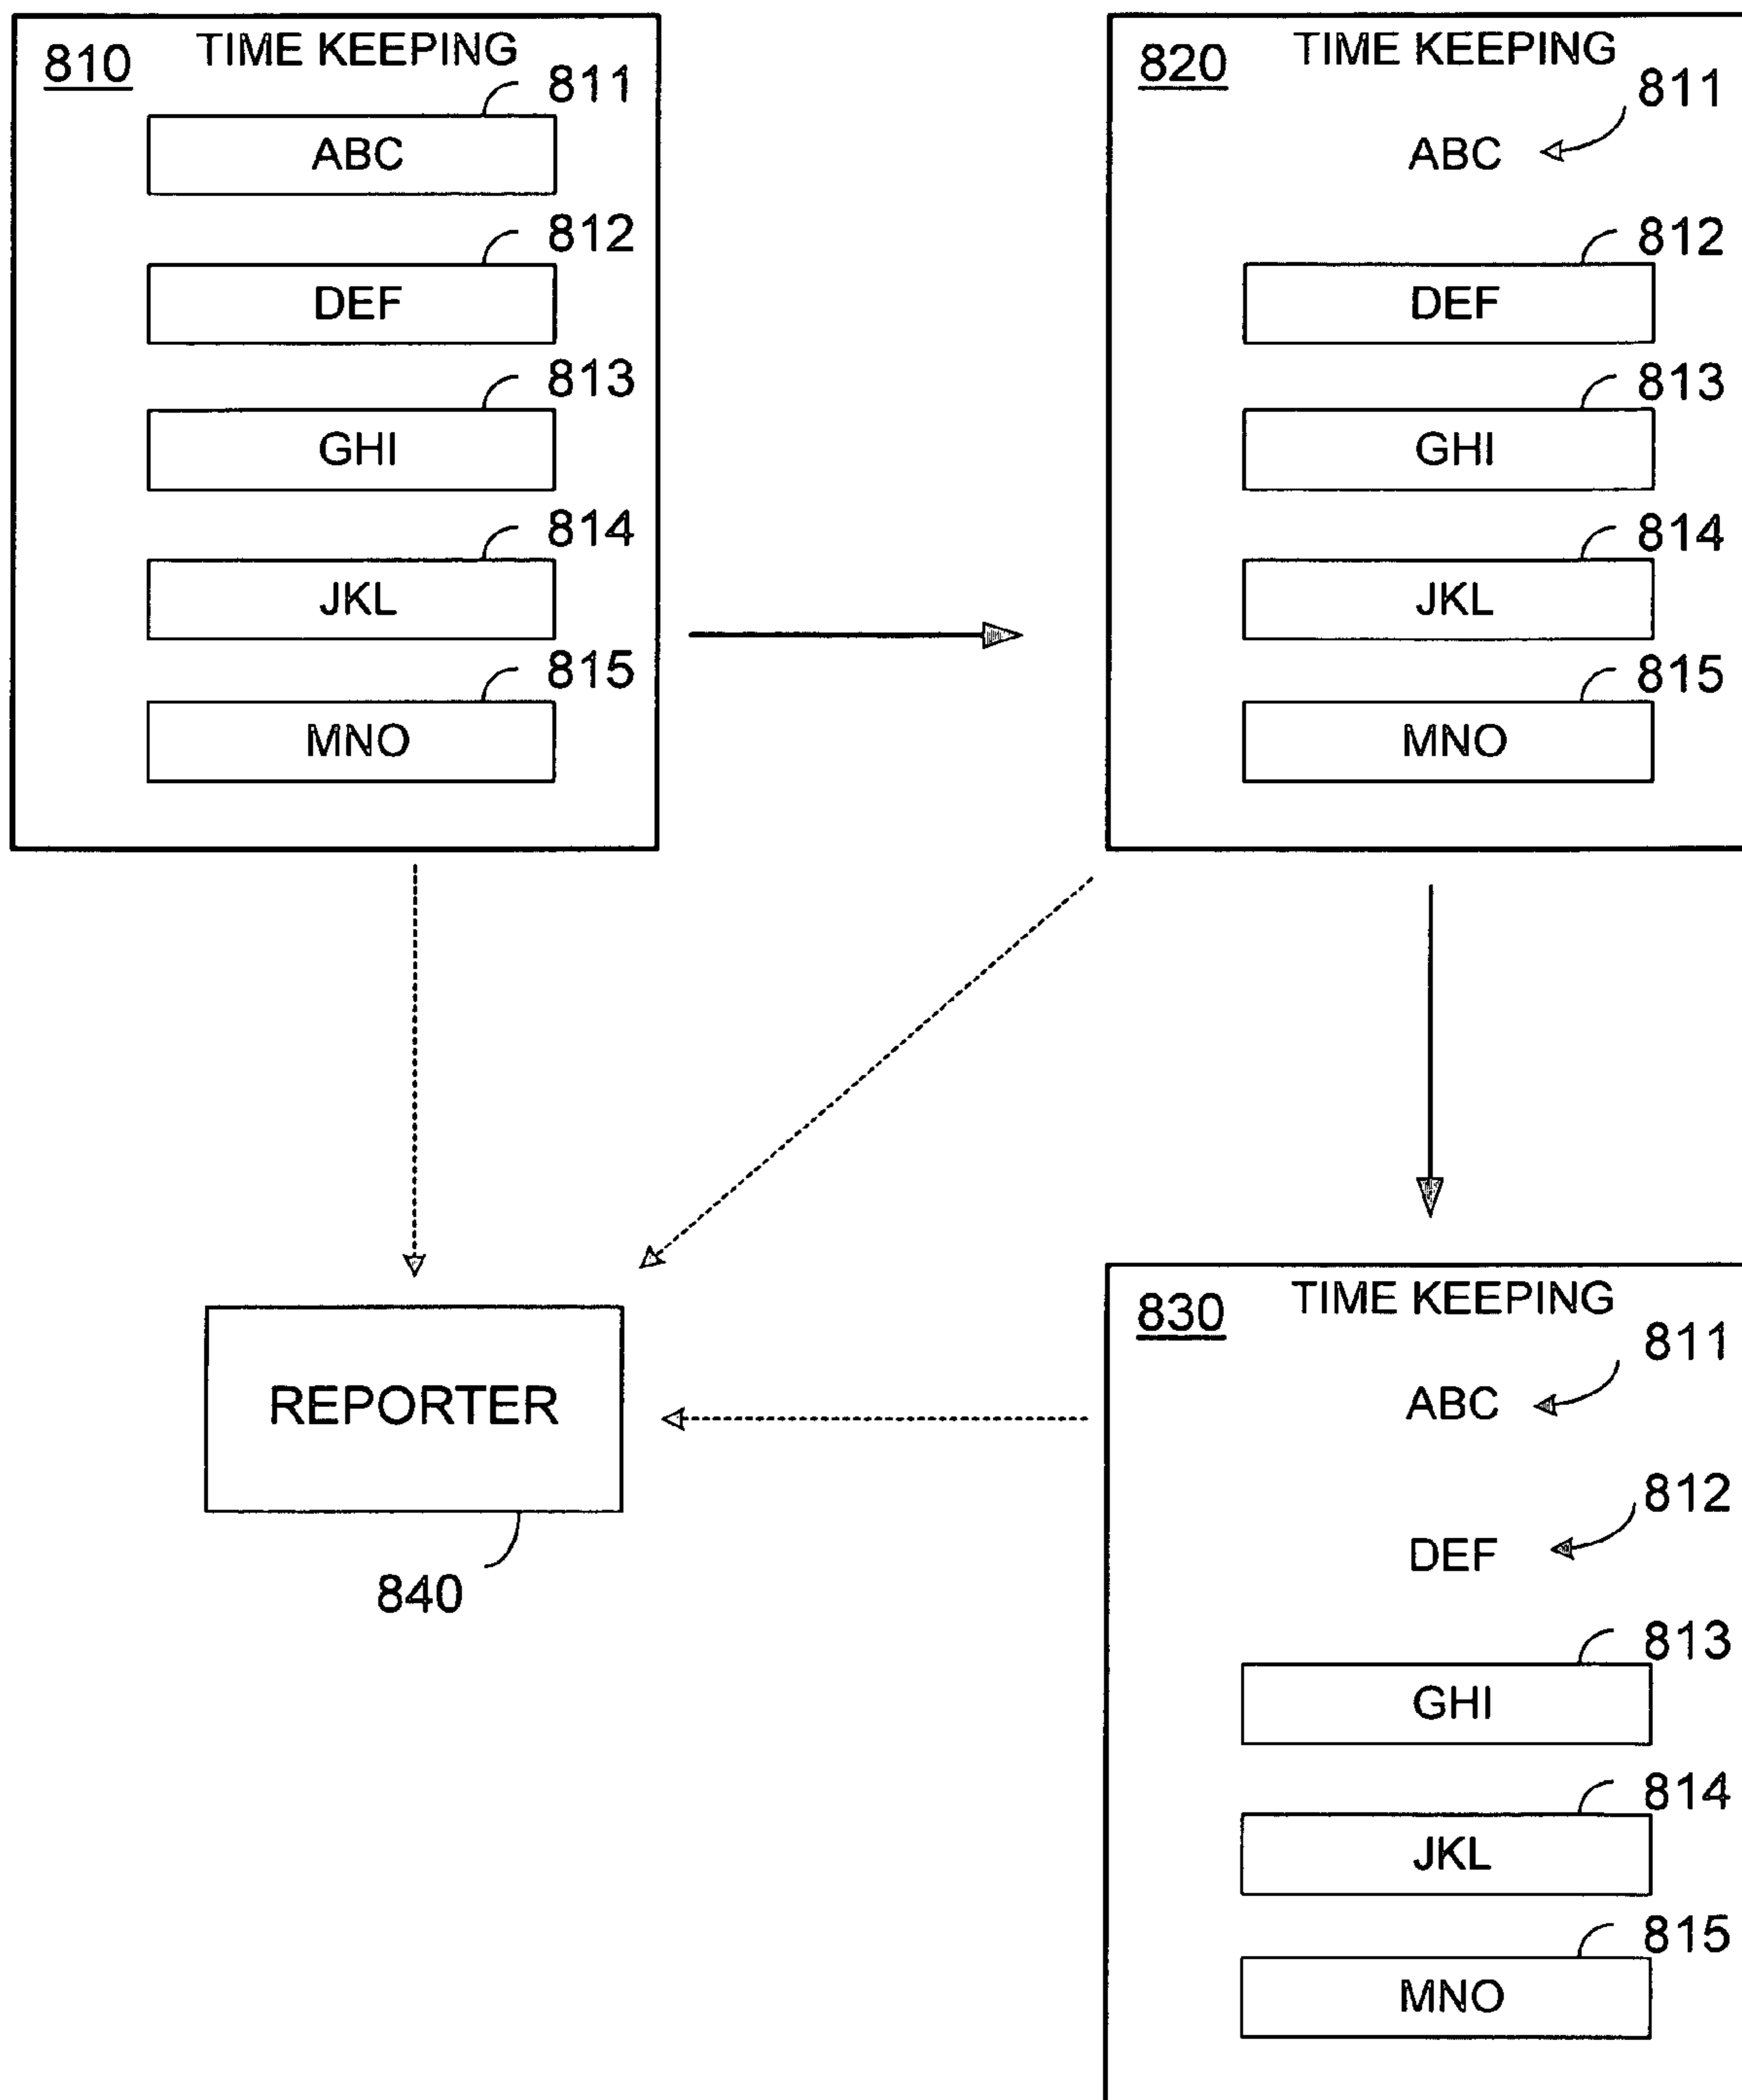 810 TIME KEEPING
811
ABC
812
DEF
813
GHI
814
JKL
815
MNO
820 TIME KEEPING
811
ABC
812
DEF
813
GHI
814
JKL
815
MNO
REPORTER
840
830 TIME KEEPING
811
ABC
812
DEF
813
GHI
814
JKL
815
MNO